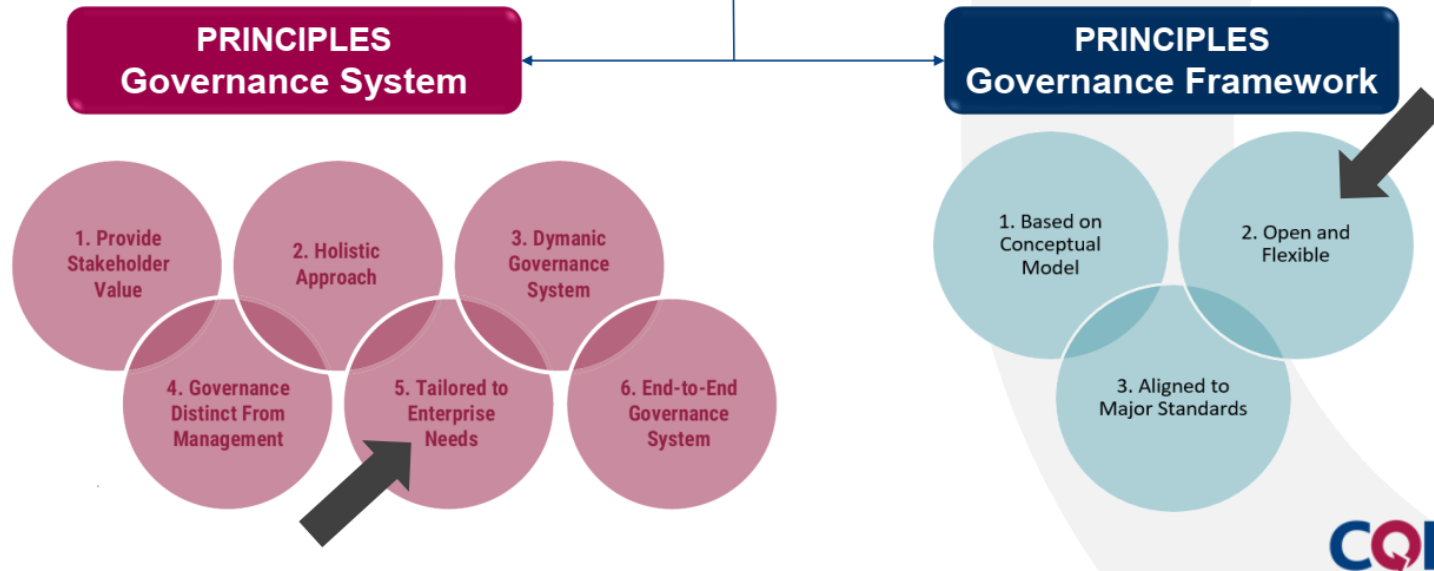 PRINCIPLES
Governance System
PRINCIPLES
Governance Framework
1. Provide
Stakeholder
Value
2. Holistic
Approach
3. Dymanic
Governance
System
4. Governance
Distinct From
Management
5. Tailored to
Enterprise
Needs
6. End-to-End
Governance
System
1. Based on
Conceptual
Model
2. Open and
Flexible
3. Aligned to
Major Standards